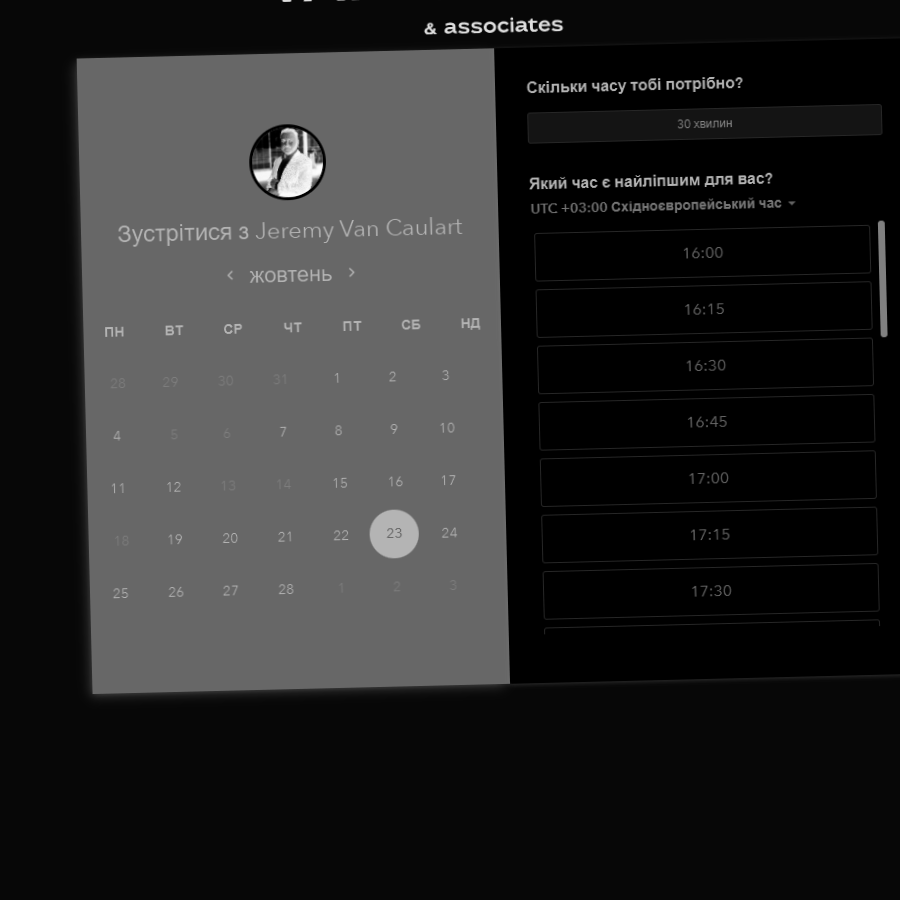 & associates
Зустрітися з Jeremy Van Caulart
жовтень
ПН ВТ СР ЧТ ПТ СБ НД
28 29 30 31 1 2 3
4 5 6 7 8 9 10
11 12 13 14 15 16 17
18 19 20 21 22 23 24
25 26 27 28 1 2 3
Скільки часу тобі потрібно?
30 хвилин
Який час є найліпшим для вас?
UTC +03:00 Східноєвропейський час
16:00
16:15
16:30
16:45
17:00
17:15
17:30